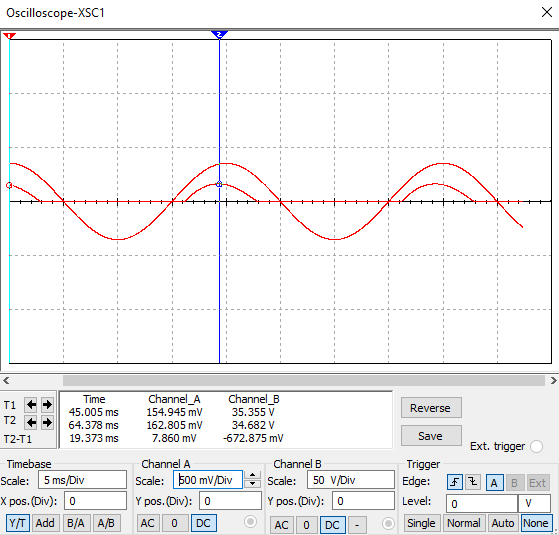 Oscilloscope-XSC1
1 2
Time Channel_A Channel_B
T1 45.005 ms 154.945 mV 35.355 V
T2 64.378 ms 162.805 mV 34.682 V
T2-T1 19.373 ms 7.860 mV -672.875 mV
Reverse
Save
Ext. trigger
Timebase
Scale: 5 ms/Div
X pos.(Div): 0
Y/T Add B/A A/B
Channel A
Scale: 500 mV/Div
Y pos.(Div): 0
AC 0 DC
Channel B
Scale: 50 V/Div
Y pos.(Div): 0
AC 0 DC -
Trigger
Edge: A B Ext
Level: 0 V
Single Normal Auto None